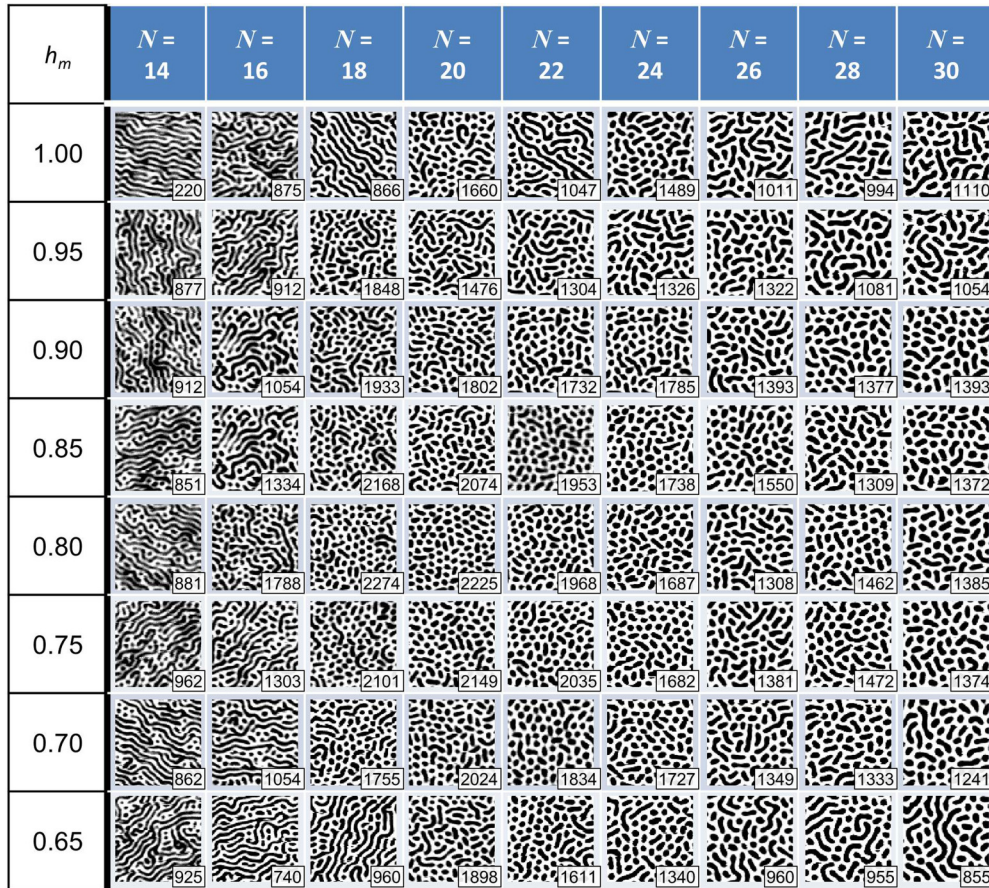 h_m N = 14 N = 16 N = 18 N = 20 N = 22 N = 24 N = 26 N = 28 N = 30
1.00 220 875 866 1660 1047 1489 1011 994 1110
0.95 877 912 1848 1476 1304 1326 1322 1081 1054
0.90 912 1054 1933 1802 1732 1785 1393 1377 1393
0.85 851 1334 2168 2074 1953 1738 1550 1309 1372
0.80 881 1788 2274 2225 1968 1687 1308 1462 1385
0.75 962 1303 2101 2149 2035 1682 1381 1472 1374
0.70 862 1054 1755 2024 1834 1727 1349 1333 1241
0.65 925 740 960 1898 1611 1340 960 955 855